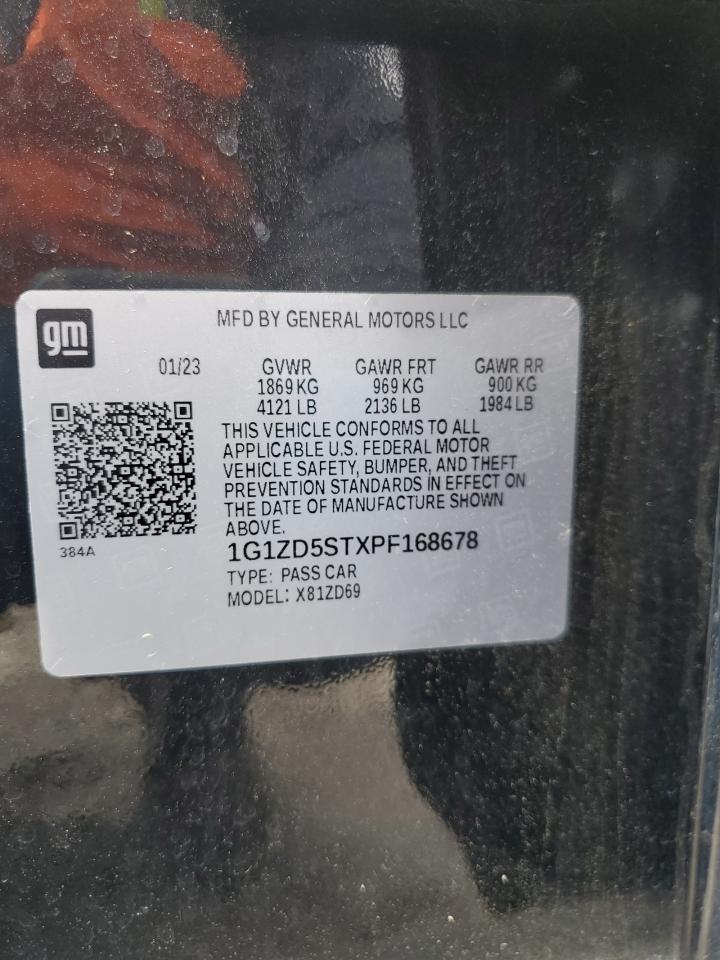 gm
MFD BY GENERAL MOTORS LLC
01/23 GVWR GAWR FRT GAWR RR
1869 KG 969 KG 900 KG
4121 LB 2136 LB 1984 LB
THIS VEHICLE CONFORMS TO ALL
APPLICABLE U.S. FEDERAL MOTOR
VEHICLE SAFETY, BUMPER, AND THEFT
PREVENTION STANDARDS IN EFFECT ON
THE DATE OF MANUFACTURE SHOWN
ABOVE.
384A
1G1ZD5STXPF168678
TYPE: PASS CAR
MODEL: X81ZD69